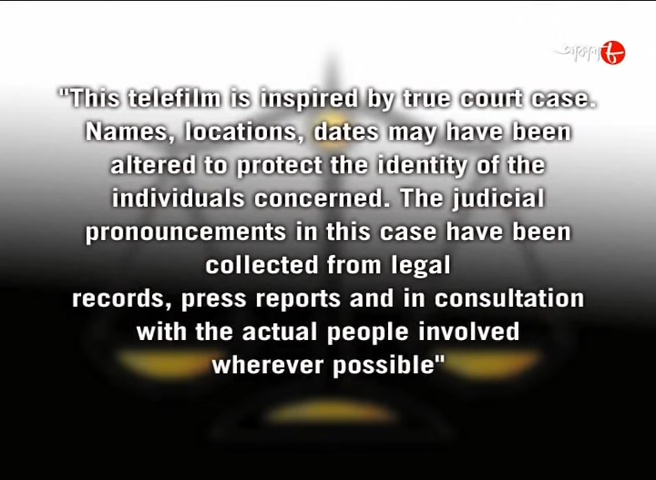 আকাশ ৮
"This telefilm is inspired by true court case.
Names, locations, dates may have been
altered to protect the identity of the
individuals concerned. The judicial
pronouncements in this case have been
collected from legal
records, press reports and in consultation
with the actual people involved
wherever possible"